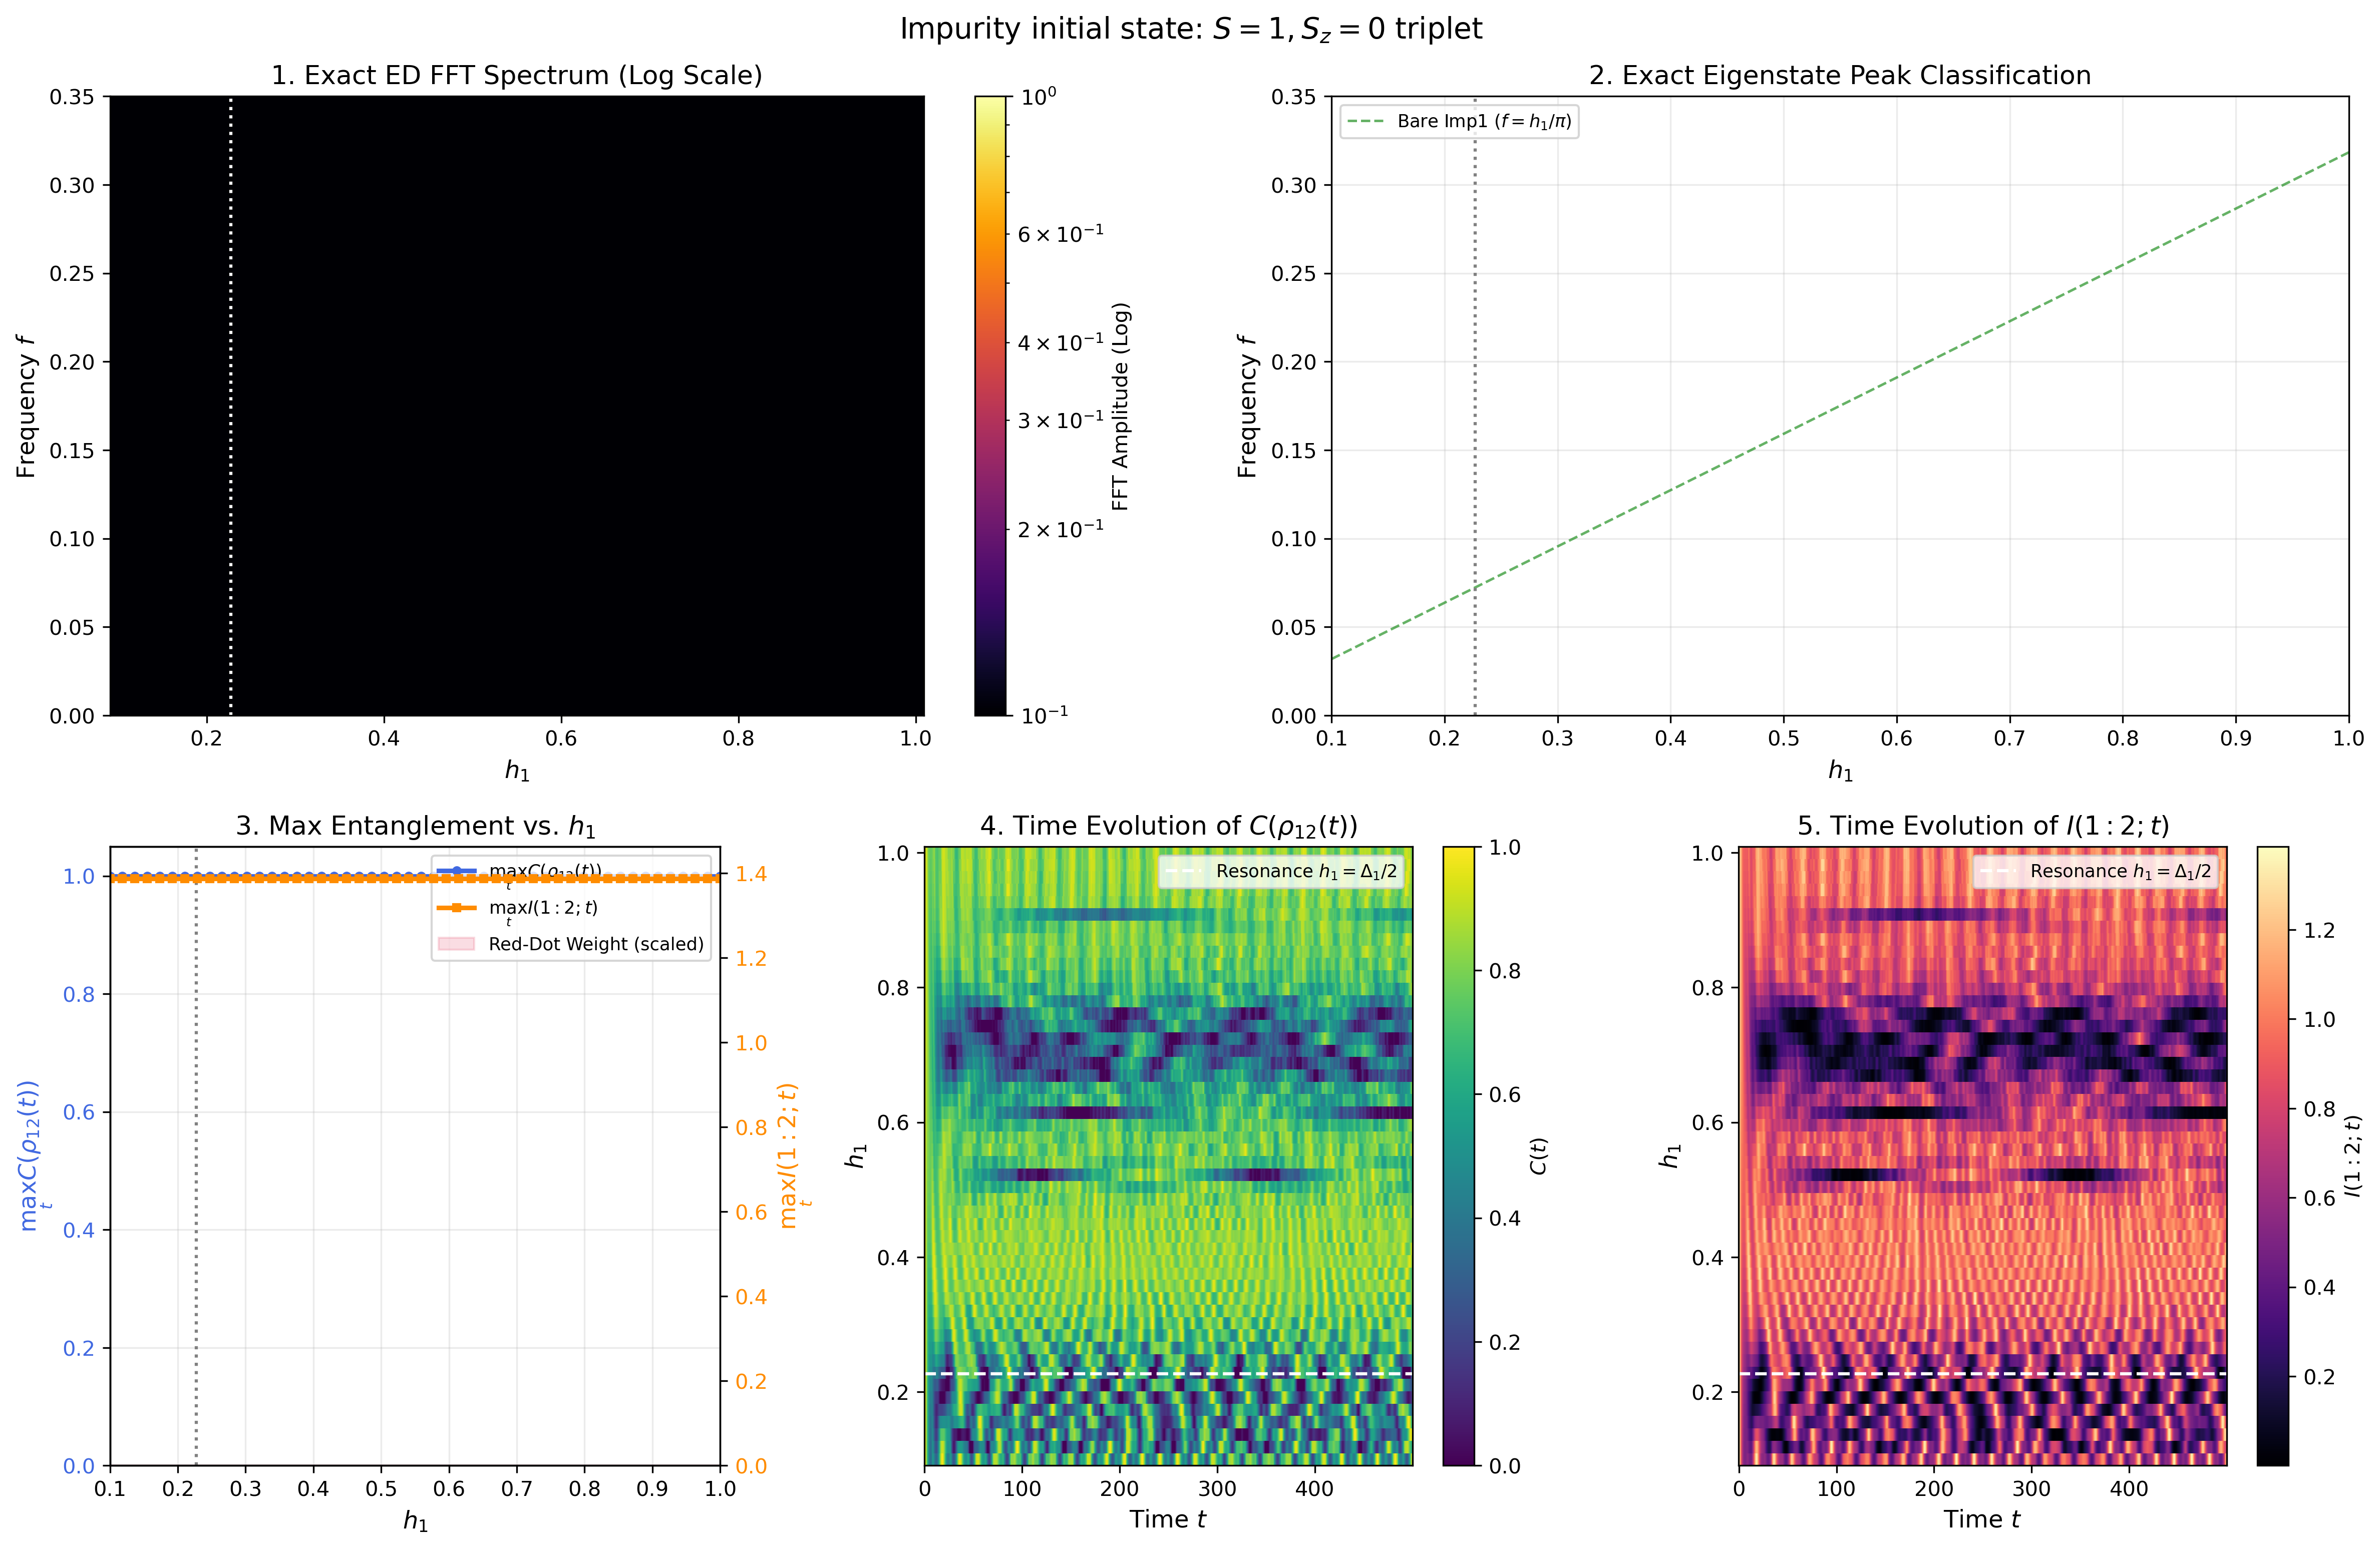 Impurity initial state: $S = 1, S_z = 0$ triplet
1. Exact ED FFT Spectrum (Log Scale)
0.35
0.30
0.25
0.20
0.15
0.10
0.05
0.00
Frequency $f$
0.2 0.4 0.6 0.8 1.0
$h_1$
$10^0$
$6 \times 10^{-1}$
$4 \times 10^{-1}$
$3 \times 10^{-1}$
$2 \times 10^{-1}$
$10^{-1}$
FFT Amplitude (Log)
2. Exact Eigenstate Peak Classification
Bare Imp1 ($f = h_1/\pi$)
0.35
0.30
0.25
0.20
0.15
0.10
0.05
0.00
Frequency $f$
0.1 0.2 0.3 0.4 0.5 0.6 0.7 0.8 0.9 1.0
$h_1$
3. Max Entanglement vs. $h_1$
$\max_t C(\rho_{12}(t))$
$\max_t I(1:2; t)$
Red-Dot Weight (scaled)
1.0
0.8
0.6
0.4
0.2
0.0
$\max_t C(\rho_{12}(t))$
1.4
1.2
1.0
0.8
0.6
0.4
0.2
0.0
$\max_t I(1:2; t)$
0.1 0.2 0.3 0.4 0.5 0.6 0.7 0.8 0.9 1.0
$h_1$
4. Time Evolution of $C(\rho_{12}(t))$
Resonance $h_1 = \Delta_1/2$
1.0
0.8
0.6
0.4
0.2
$h_1$
0 100 200 300 400
Time $t$
1.0
0.8
0.6
0.4
0.2
0.0
$C(t)$
5. Time Evolution of $I(1:2; t)$
Resonance $h_1 = \Delta_1/2$
1.0
0.8
0.6
0.4
0.2
$h_1$
0 100 200 300 400
Time $t$
1.2
1.0
0.8
0.6
0.4
0.2
$I(1:2; t)$